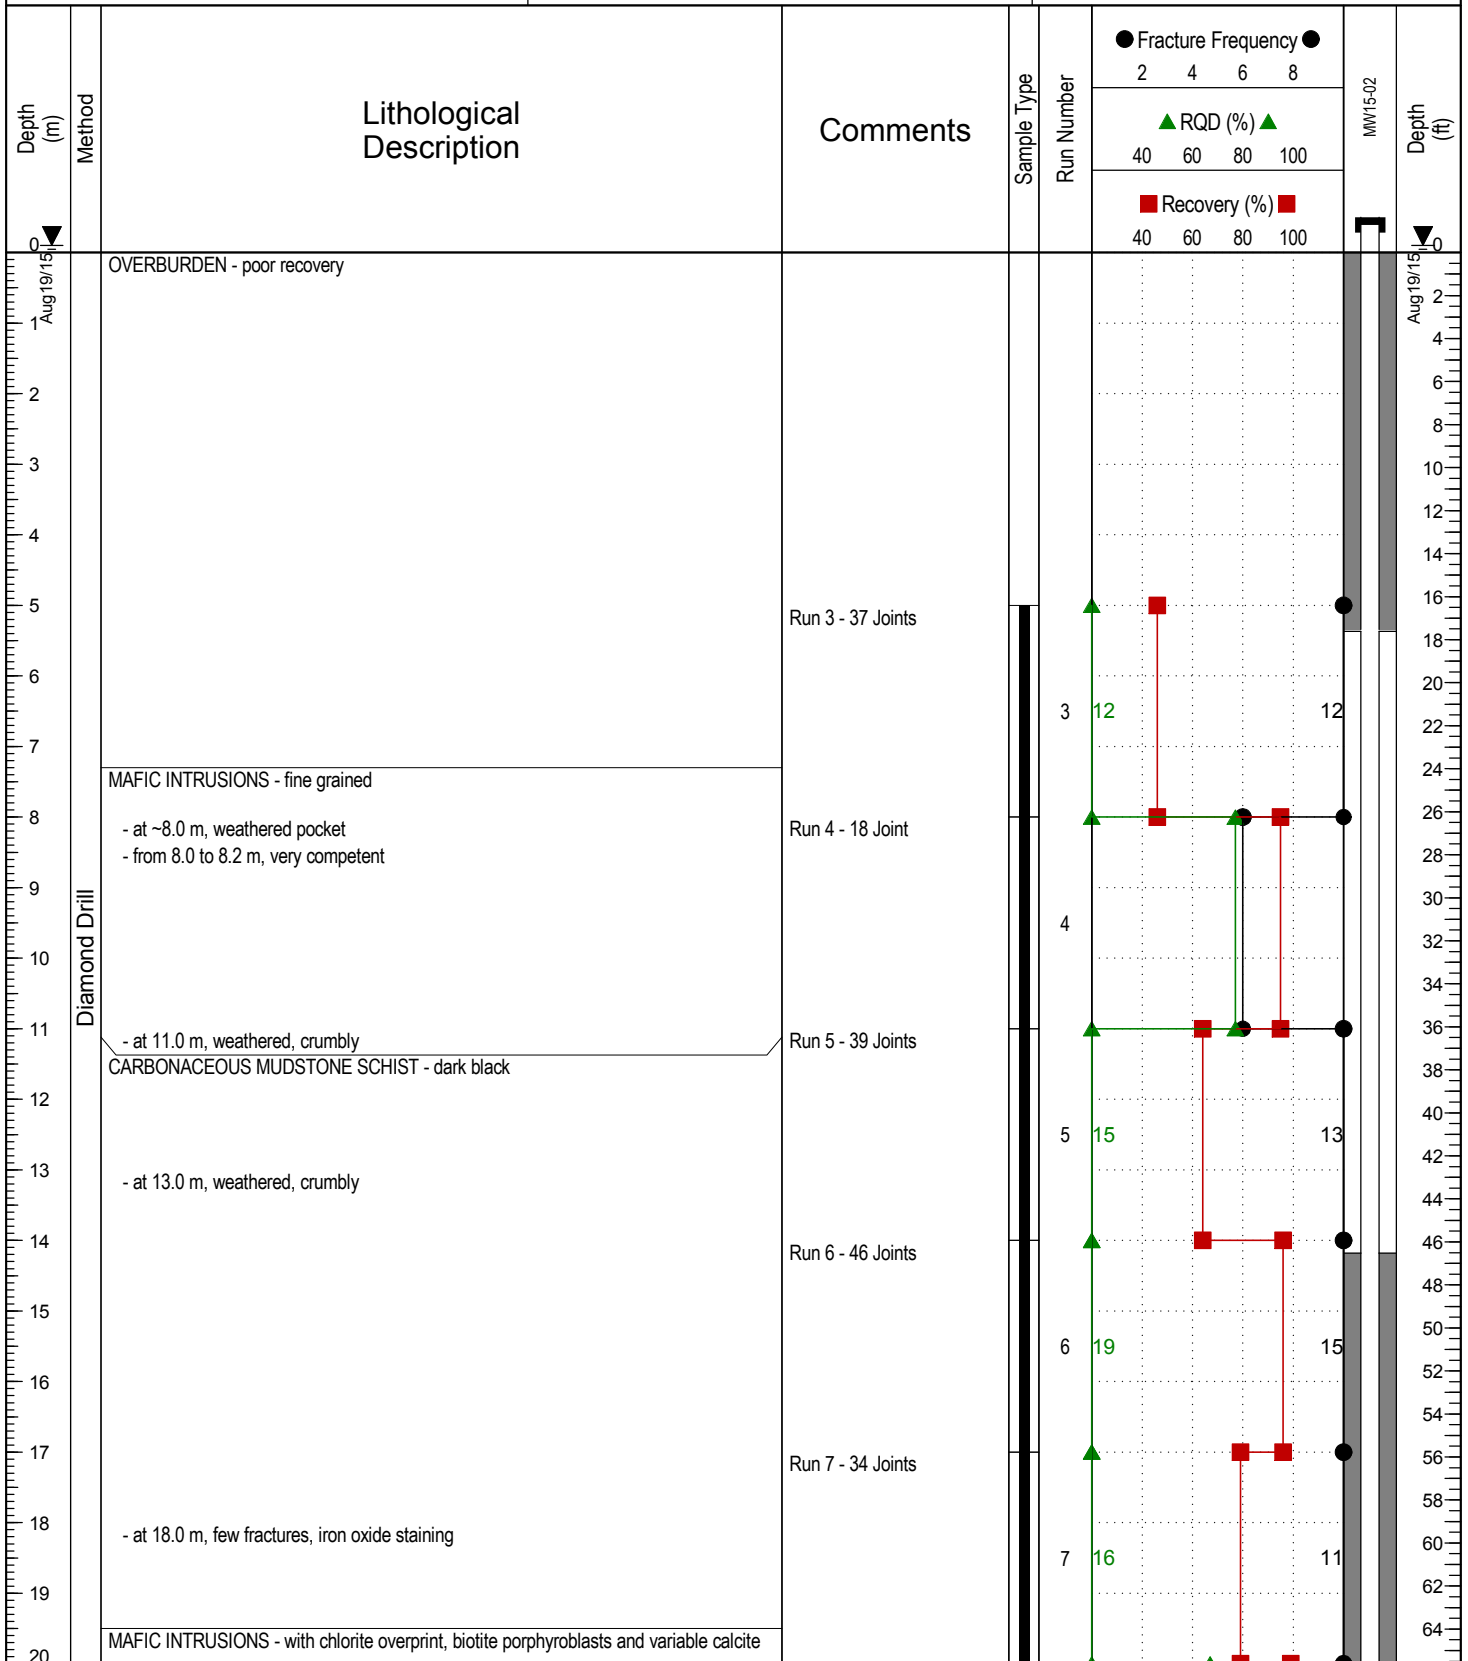 Depth
(m)
Method
Lithological
Description
Comments
Sample Type
Run Number
Fracture Frequency
2 4 6 8
RQD (%)
40 60 80 100
Recovery (%)
40 60 80 100
MW15-02
Depth
(ft)
0
Aug19/15
OVERBURDEN - poor recovery
Aug19/15
0
1
2
3
4
5
6
7
8
9
10
11
12
13
14
15
16
17
18
19
20
Diamond Drill
MAFIC INTRUSIONS - fine grained
- at ~8.0 m, weathered pocket
- from 8.0 to 8.2 m, very competent
- at 11.0 m, weathered, crumbly
CARBONACEOUS MUDSTONE SCHIST - dark black
- at 13.0 m, weathered, crumbly
- at 18.0 m, few fractures, iron oxide staining
MAFIC INTRUSIONS - with chlorite overprint, biotite porphyroblasts and variable calcite
Run 3 - 37 Joints
Run 4 - 18 Joint
Run 5 - 39 Joints
Run 6 - 46 Joints
Run 7 - 34 Joints
3 12 12
4
5 15 13
6 19 15
7 16 11
2
4
6
8
10
12
14
16
18
20
22
24
26
28
30
32
34
36
38
40
42
44
46
48
50
52
54
56
58
60
62
64